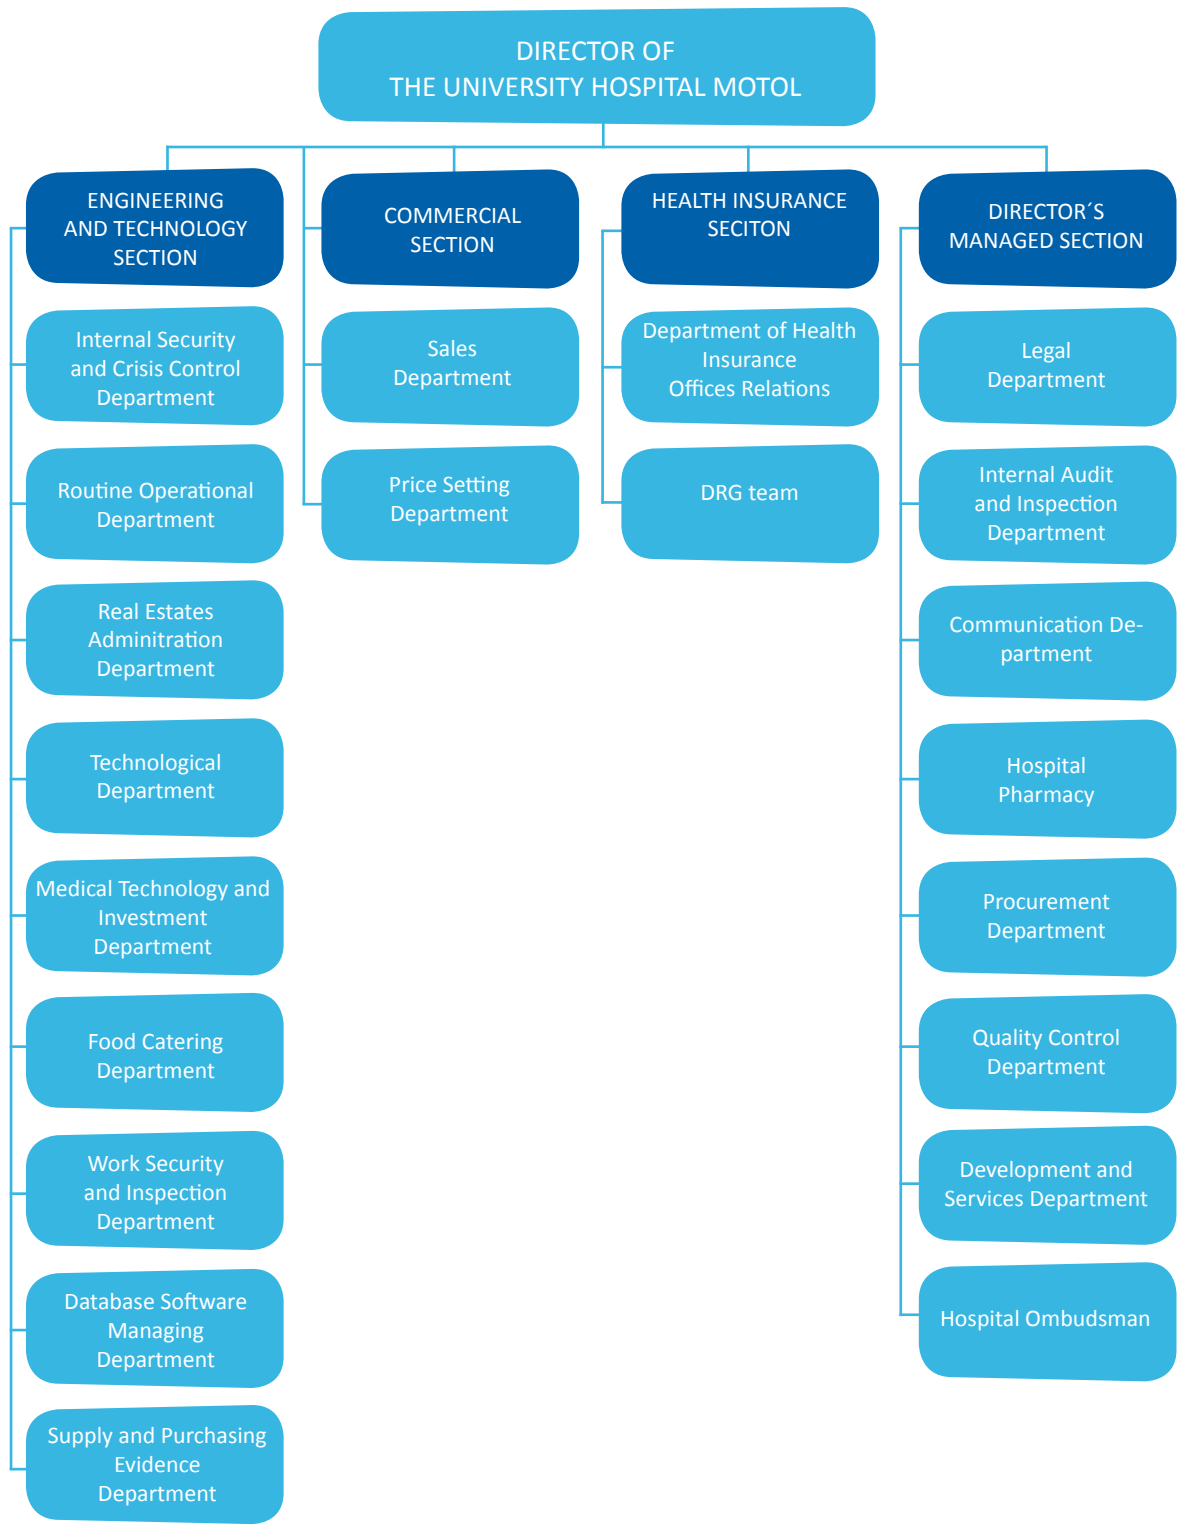 DIRECTOR OF
THE UNIVERSITY HOSPITAL MOTOL
ENGINEERING
AND TECHNOLOGY
SECTION
Internal Security
and Crisis Control
Department
Routine Operational
Department
Real Estates
Adminitration
Department
Technological
Department
Medical Technology and
Investment
Department
Food Catering
Department
Work Security
and Inspection
Department
Database Software
Managing
Department
Supply and Purchasing
Evidence
Department
COMMERCIAL
SECTION
Sales
Department
Price Setting
Department
HEALTH INSURANCE
SECITON
Department of Health
Insurance
Offices Relations
DRG team
DIRECTOR´S
MANAGED SECTION
Legal
Department
Internal Audit
and Inspection
Department
Communication De-
partment
Hospital
Pharmacy
Procurement
Department
Quality Control
Department
Development and
Services Department
Hospital Ombudsman